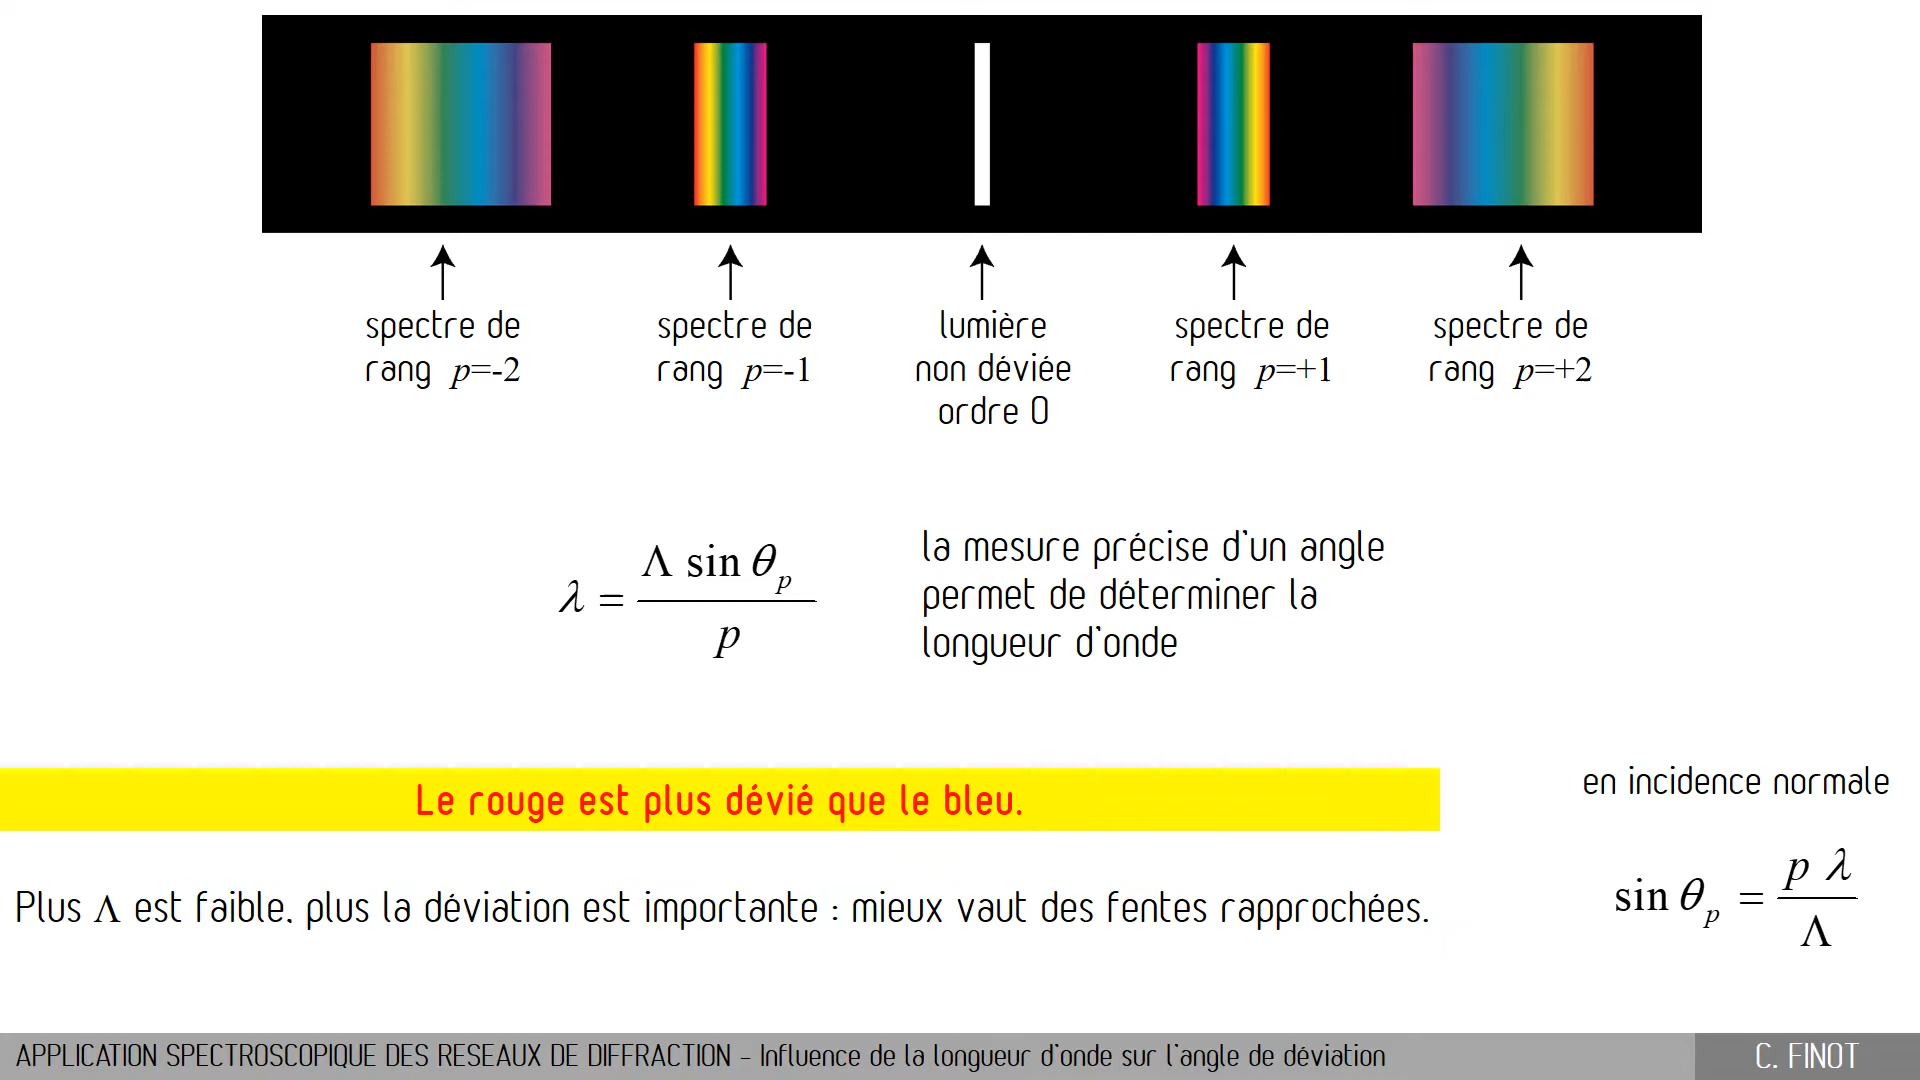 spectre de
rang p=-2
spectre de
rang p=-1
lumière
non déviée
ordre 0
spectre de
rang p=+1
spectre de
rang p=+2
λ = Λ sin θp / p
la mesure précise d'un angle
permet de déterminer la
longueur d'onde
Le rouge est plus dévié que le bleu.
en incidence normale
Plus Λ est faible, plus la déviation est importante : mieux vaut des fentes rapprochées.
sin θp = p λ / Λ
APPLICATION SPECTROSCOPIQUE DES RESEAUX DE DIFFRACTION - Influence de la longueur d'onde sur l'angle de déviation
C. FINOT